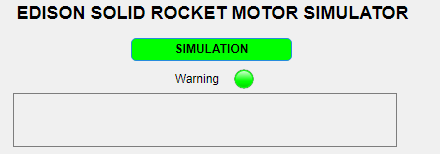 EDISON SOLID ROCKET MOTOR SIMULATOR
SIMULATION
Warning